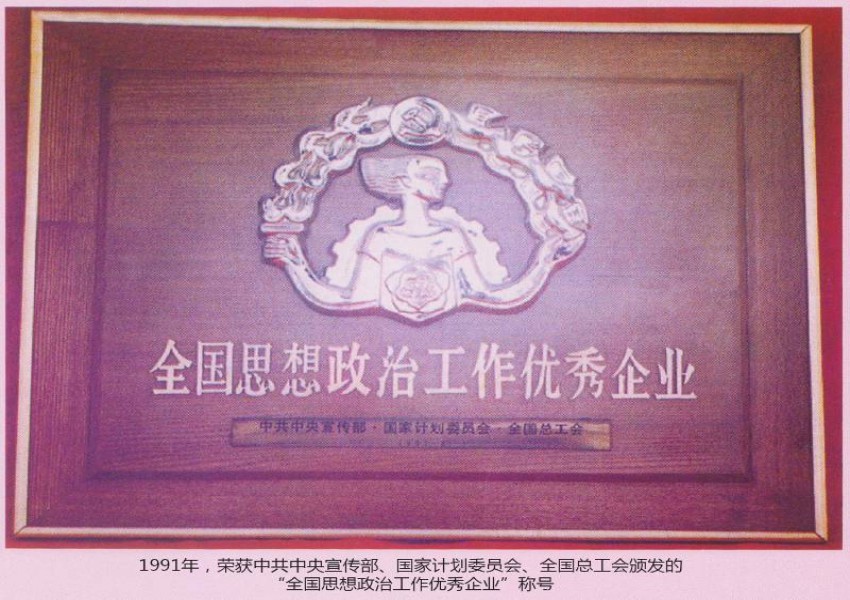 全国思想政治工作优秀企业
中共中央宣传部·国家计划委员会·全国总工会
1991年，荣获中共中央宣传部、国家计划委员会、全国总工会颁发的
“全国思想政治工作优秀企业”称号